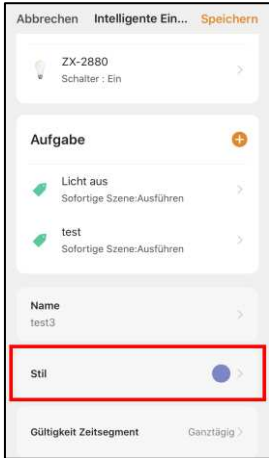 Abbrechen Intelligente Ein... Speichern
ZX-2880
Schalter : Ein
Aufgabe
Licht aus
Sofortige Szene:Ausführen
test
Sofortige Szene:Ausführen
Name
test3
Stil
Gültigkeit Zeitsegment Ganztägig